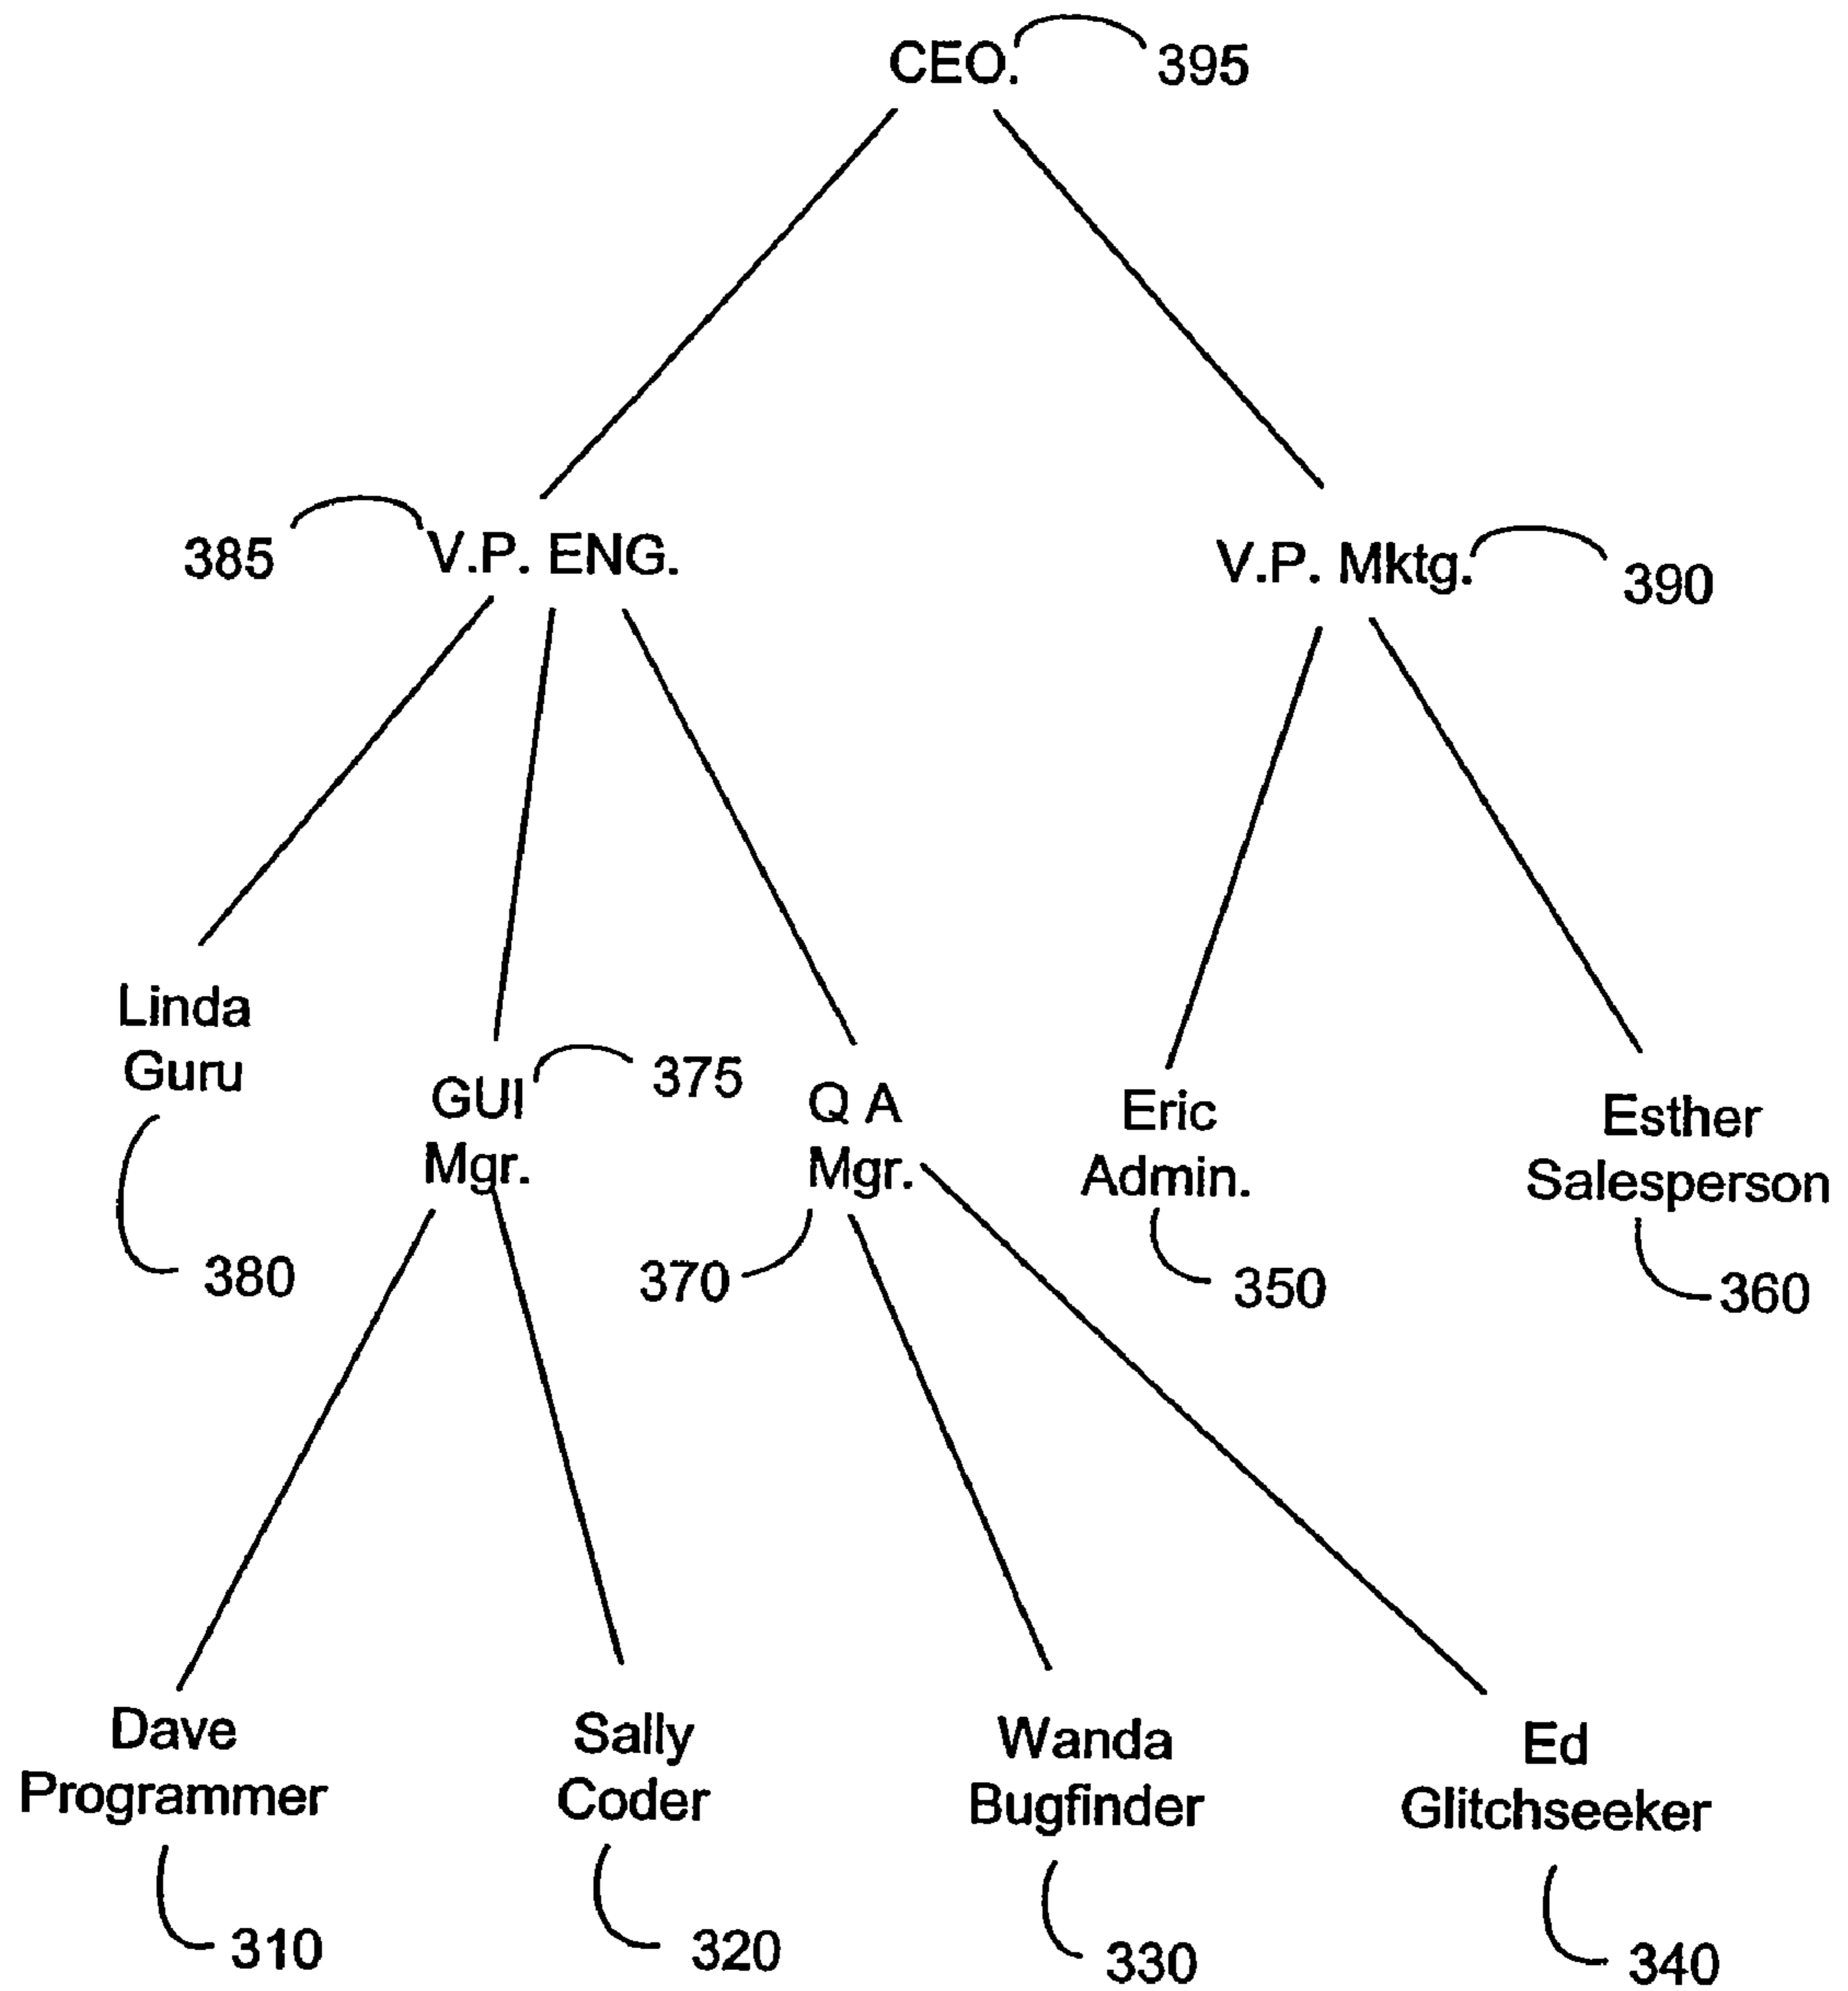 CEO.
395
385
V.P. ENG.
V.P. Mktg.
390
Linda
Guru
380
GUI
Mgr.
375
Q A
Mgr.
370
Eric
Admin.
350
Esther
Salesperson
360
Dave
Programmer
310
Sally
Coder
320
Wanda
Bugfinder
330
Ed
Glitchseeker
340